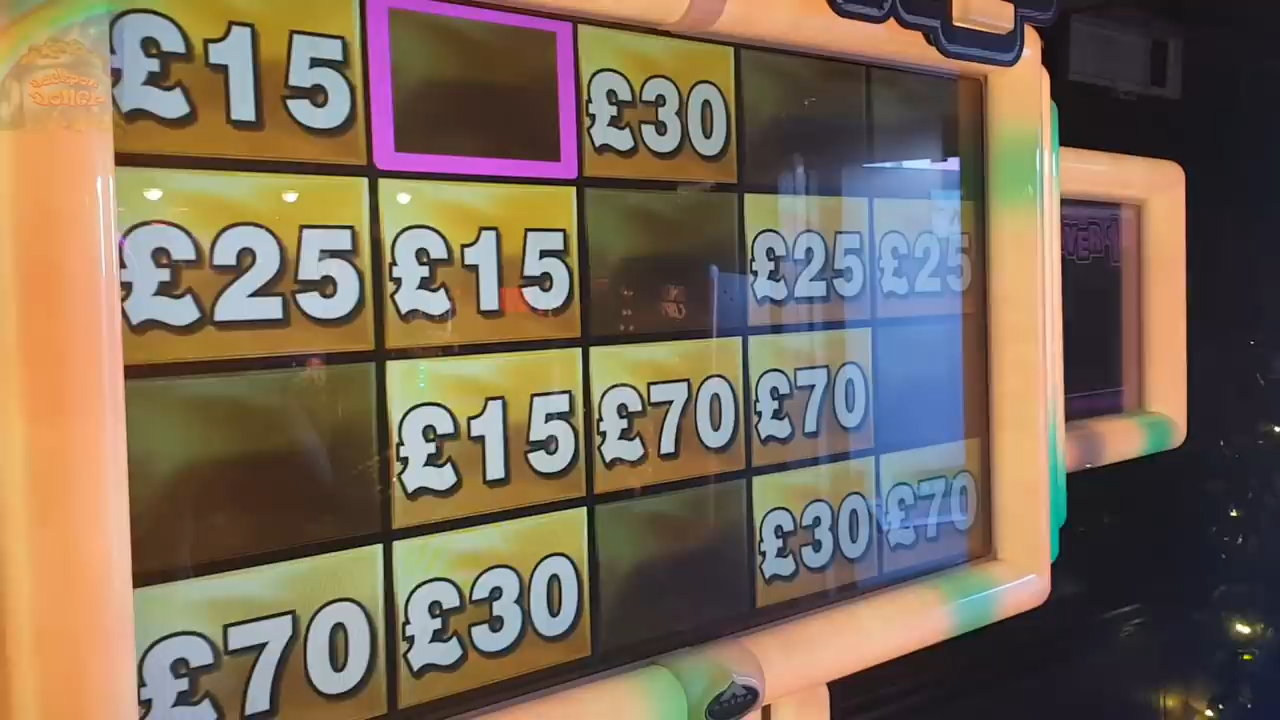 £15 £30
£25 £15 £25 £25
£15 £70 £70
£70 £30 £30 £70